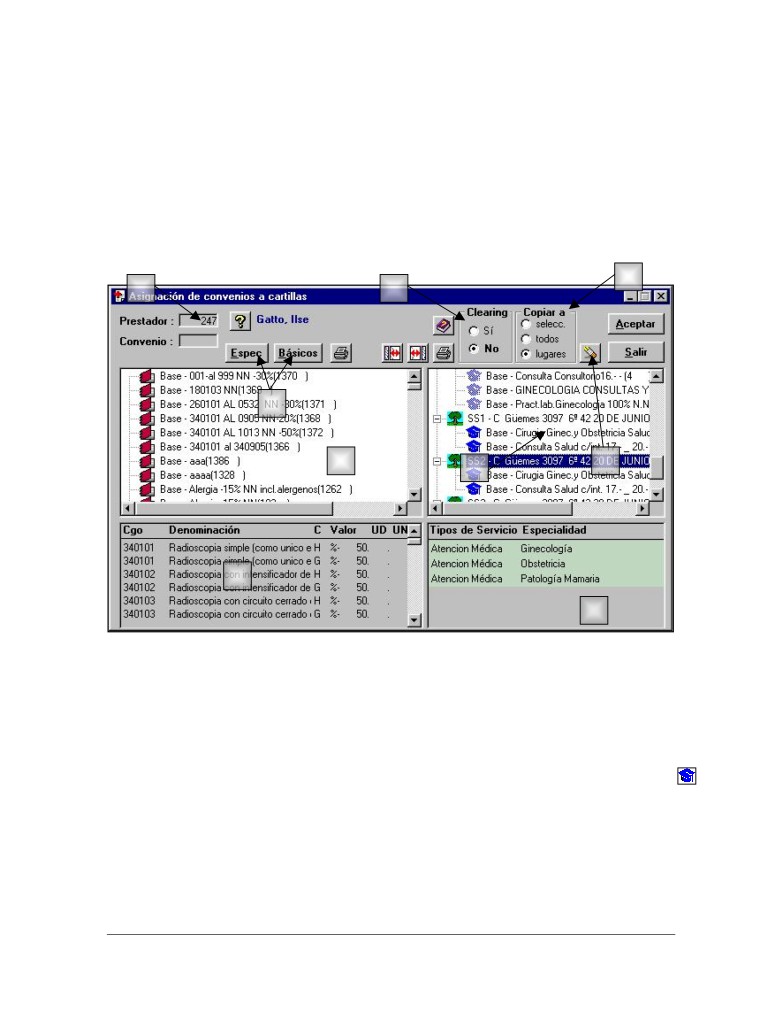 Asignación de convenios a cartillas
Prestador : 247 Gatto, Ilse
Convenio :
Espec Básicos
Clearing
Sí
No
Copiar a
selecc.
todos
lugares
Aceptar
Salir
Base - 001-al 999 NN -30%(1370 )
Base - 180103 NN(1369
Base - 260101 AL 0532 NN -30%(1371 )
Base - 340101 AL 0905 NN 20%(1368 )
Base - 340101 AL 1013 NN -50%(1372 )
Base - 340101 al 340905(1366 )
Base - aaa(1386 )
Base - aaaa(1328 )
Base - Alergia -15% NN incl.alergenos(1262 )
Base - Consulta Consultorio16.- - (4
Base - GINECOLOGIA CONSULTAS Y
Base - Pract.lab.Ginecologia 100% N.N
SS1 - C Güemes 3097 6º 42 20 DE JUNIO
Base - Cirugia Ginec.y Obstetricia Saluc
Base - Consulta Salud c/int. 17.- _ 20.-
SS2 - C Güemes 3097 6º 42 20 DE JUNIO
Base - Cirugia Ginec.y Obstetricia Saluc
Base - Consulta Salud c/int. 17.- _ 20.-
Cgo Denominación C Valor UD UN
340101 Radioscopia simple (como unico e H %- 50. .
340101 Radioscopia simple (como unico e G %- 50. .
340102 Radioscopia con intensificador de H %- 50. .
340102 Radioscopia con intensificador de G %- 50. .
340103 Radioscopia con circuito cerrado H %- 50. .
340103 Radioscopia con circuito cerrado G %- 50. .
Tipos de Servicio Especialidad
Atencion Médica Ginecología
Atencion Médica Obstetricia
Atencion Médica Patología Mamaria